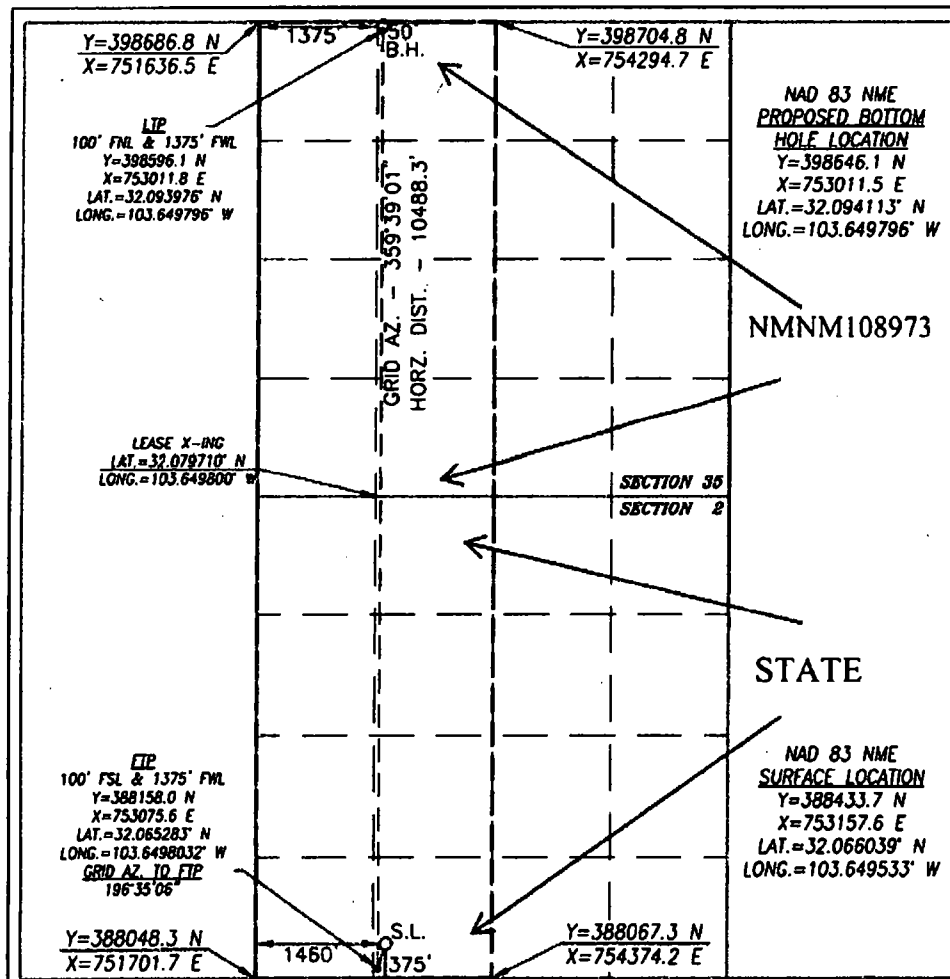 Y=398686.8 N
X=751636.5 E
1375'
50
B.H.
Y=398704.8 N
X=754294.7 E
LTP
100' FNL & 1375' FWL
Y=398596.1 N
X=753011.8 E
LAT.=32.093976° N
LONG.=103.649796° W
GRID AZ. - 359°39'01"
HORZ. DIST. - 10488.3'
NAD 83 NME
PROPOSED BOTTOM
HOLE LOCATION
Y=398646.1 N
X=753011.5 E
LAT.=32.094113° N
LONG.=103.649796° W
NMNM108973
LEASE X-ING
LAT.=32.079710° N
LONG.=103.649800° W
SECTION 35
SECTION 2
STATE
FTP
100' FSL & 1375' FWL
Y=388158.0 N
X=753075.6 E
LAT.=32.065283° N
LONG.=103.6498032° W
GRID AZ. TO FTP
196°35'06"
NAD 83 NME
SURFACE LOCATION
Y=388433.7 N
X=753157.6 E
LAT.=32.066039° N
LONG.=103.649533° W
Y=388048.3 N
X=751701.7 E
1460'
S.L.
375'
Y=388067.3 N
X=754374.2 E